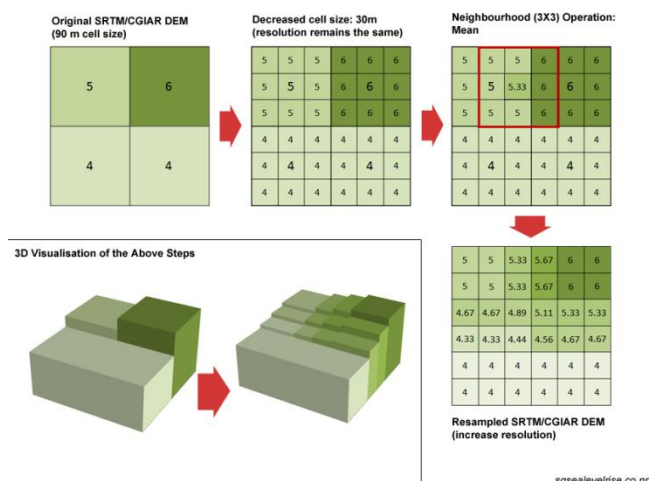 Original SRTM/CGIAR DEM
(90 m cell size)
Decreased cell size: 30m
(resolution remains the same)
Neighbourhood (3X3) Operation:
Mean
5 6
4 4
5 5 5 6 6 6
5 5 5 6 6 6
5 5 5 6 6 6
4 4 4 4 4 4
4 4 4 4 4 4
4 4 4 4 4 4
5 5 5 6 6 6
5 5 5.33 6 6 6
5 5 5 6 6 6
4 4 4 4 4 4
4 4 4 4 4 4
4 4 4 4 4 4
3D Visualisation of the Above Steps
5 5 5.33 5.67 6 6
5 5 5.33 5.67 6 6
4.67 4.67 4.89 5.11 5.33 5.33
4.33 4.33 4.44 4.56 4.67 4.67
4 4 4 4 4 4
4 4 4 4 4 4
Resampled SRTM/CGIAR DEM
(increase resolution)